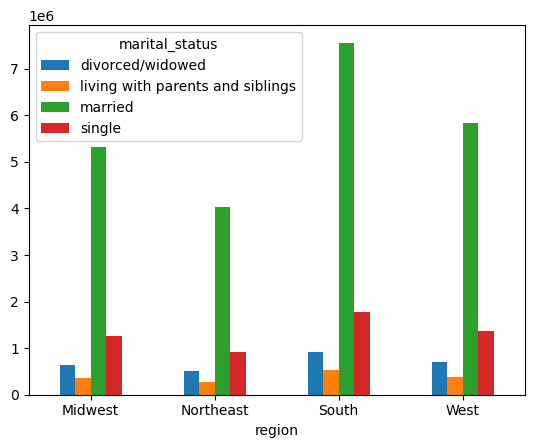 1e6
marital_status
divorced/widowed
living with parents and siblings
married
single
7
6
5
4
3
2
1
0
Midwest Northeast South West
region